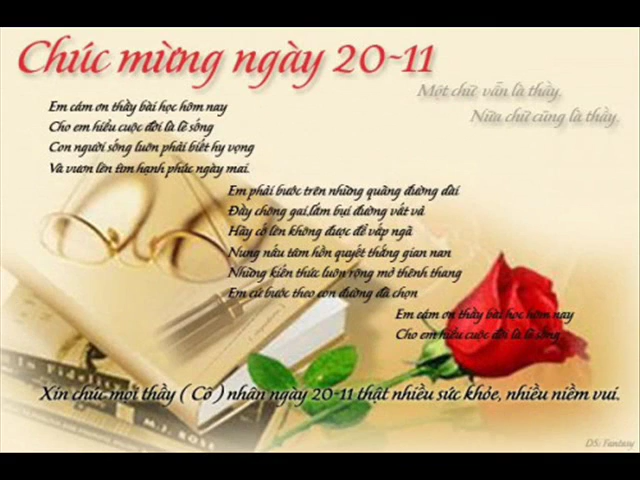 Chúc mừng ngày 20-11
Một chữ vẫn là thầy.
Nửa chữ cũng là thầy.
Em cám ơn thầy bài học hôm nay
Cho em hiểu cuộc đời là lẽ sống
Con người sống luôn phải biết hy vọng
Và vươn lên tìm hạnh phúc ngày mai.
Em phải bước trên những quãng đường dài
Đầy chông gai,lấm bụi đường vất vả
Hãy cố lên không được để vấp ngã
Nung nấu tâm hồn quyết thắng gian nan
Những kiến thức luôn rộng mở thênh thang
Em cứ bước theo con đường đã chọn
Em cám ơn thầy bài học hôm nay
Cho em hiểu cuộc đời là lẽ sống
Xin chúc mọi thầy ( Cô ) nhân ngày 20-11 thật nhiều sức khỏe, nhiều niềm vui.
M.J. ROSE
DS: Fantasy